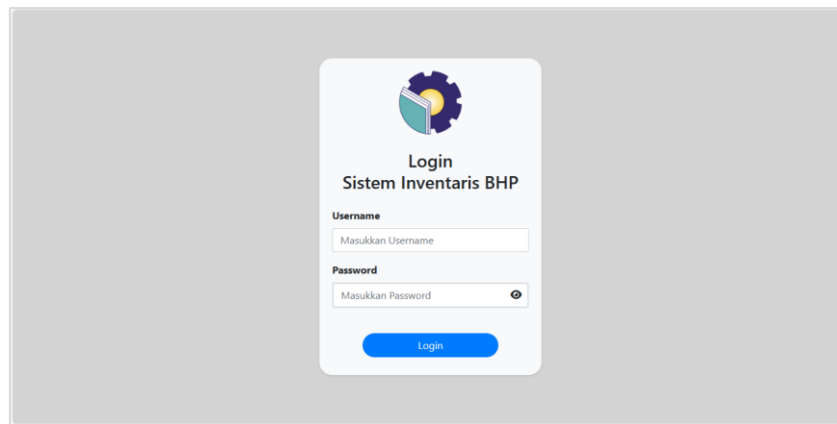 Login
Sistem Inventaris BHP
Username
Masukkan Username
Password
Masukkan Password
Login